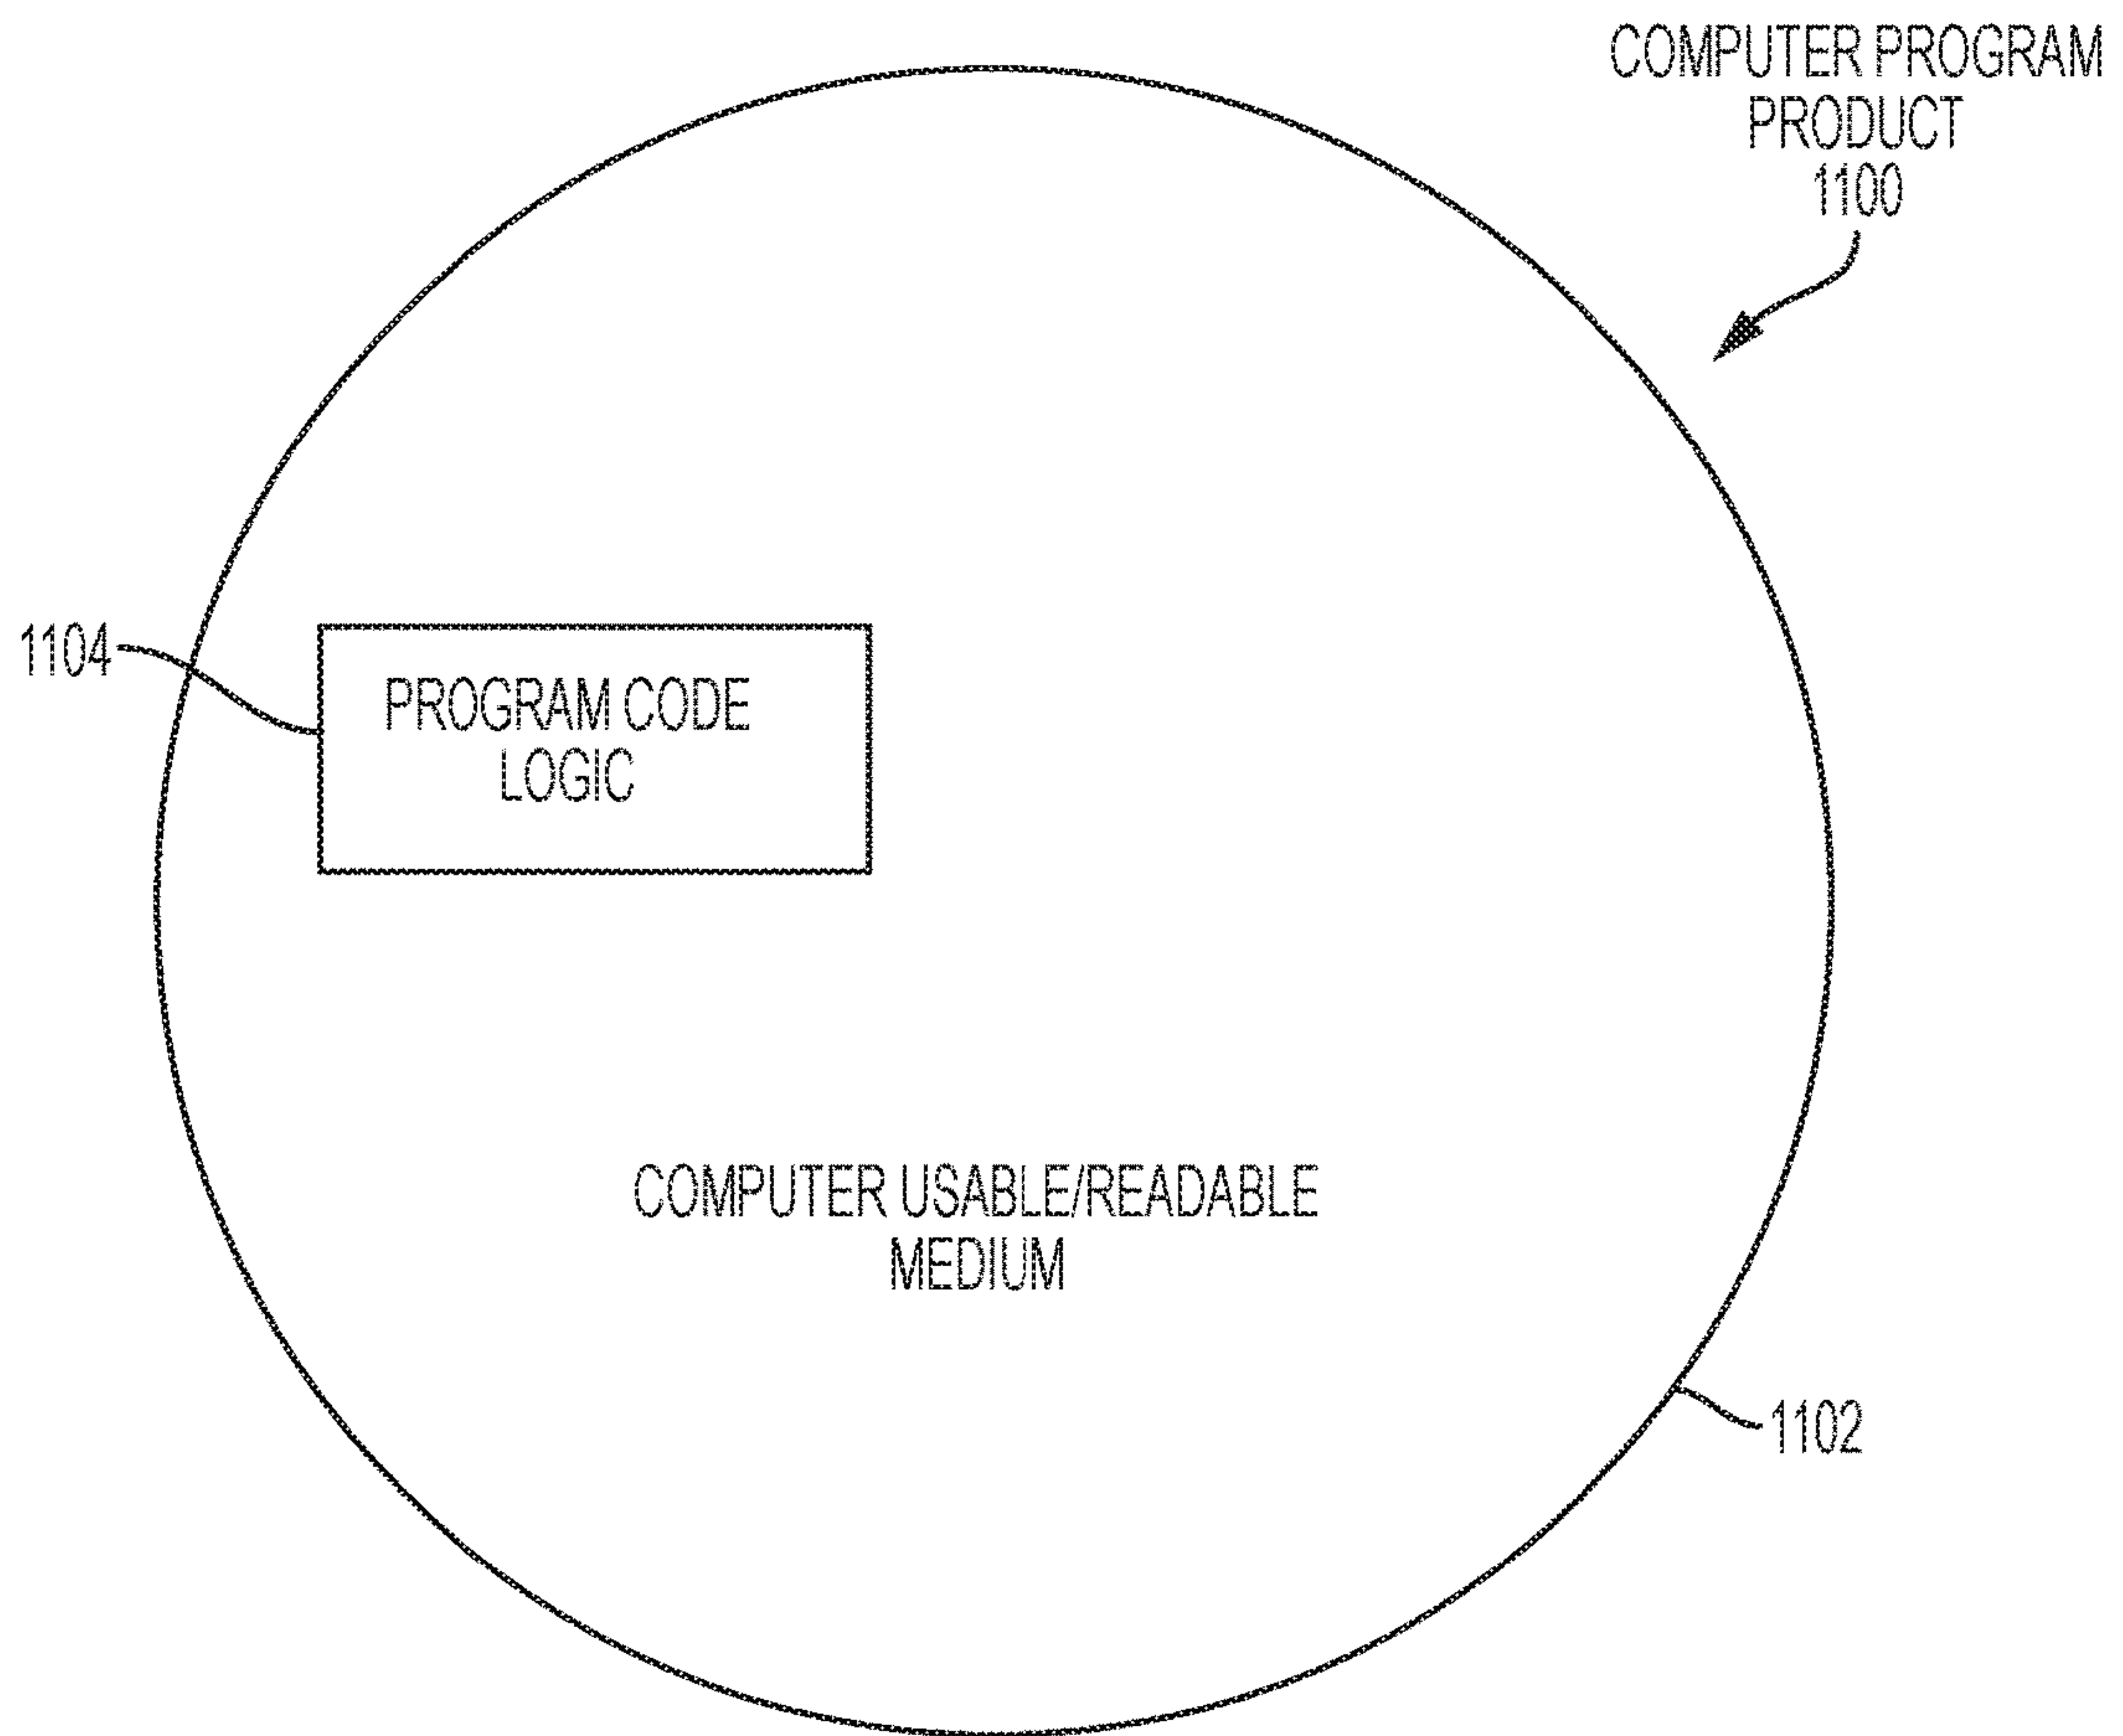 COMPUTER PROGRAM
PRODUCT
1100
1104
PROGRAM CODE
LOGIC
COMPUTER USABLE/READABLE
MEDIUM
1102